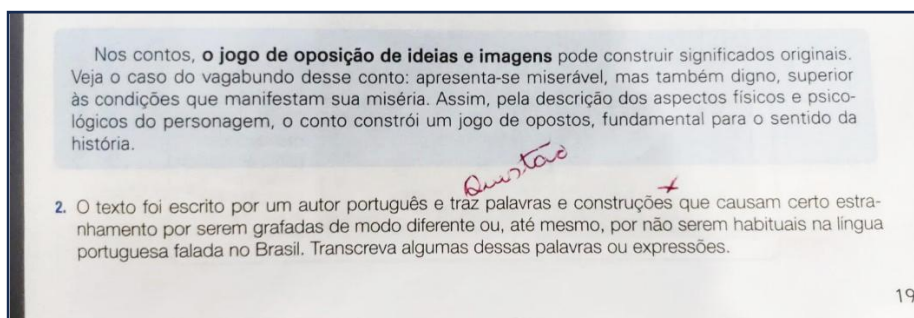 Nos contos, o jogo de oposição de ideias e imagens pode construir significados originais.
Veja o caso do vagabundo desse conto: apresenta-se miserável, mas também digno, superior
às condições que manifestam sua miséria. Assim, pela descrição dos aspectos físicos e psico-
lógicos do personagem, o conto constrói um jogo de opostos, fundamental para o sentido da
história.
Questão
2. O texto foi escrito por um autor português e traz palavras e construções que causam certo estra-
nhamento por serem grafadas de modo diferente ou, até mesmo, por não serem habituais na língua
portuguesa falada no Brasil. Transcreva algumas dessas palavras ou expressões.
19